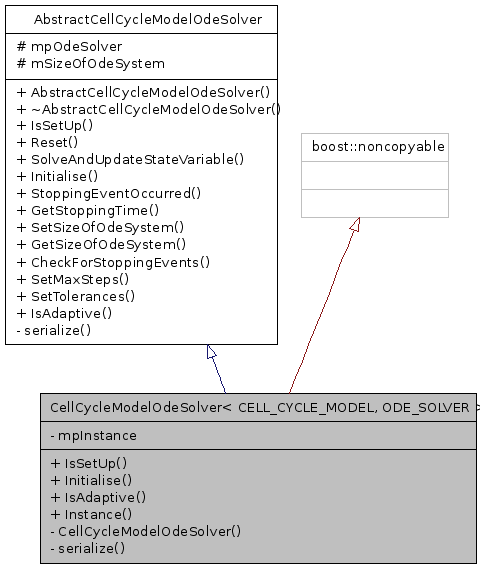 AbstractCellCycleModelOdeSolver
# mpOdeSolver
# mSizeOfOdeSystem
+ AbstractCellCycleModelOdeSolver()
+ ~AbstractCellCycleModelOdeSolver()
+ IsSetUp()
+ Reset()
+ SolveAndUpdateStateVariable()
+ Initialise()
+ StoppingEventOccurred()
+ GetStoppingTime()
+ SetSizeOfOdeSystem()
+ GetSizeOfOdeSystem()
+ CheckForStoppingEvents()
+ SetMaxSteps()
+ SetTolerances()
+ IsAdaptive()
- serialize()
boost::noncopyable
CellCycleModelOdeSolver< CELL_CYCLE_MODEL, ODE_SOLVER >
- mpInstance
+ IsSetUp()
+ Initialise()
+ IsAdaptive()
+ Instance()
- CellCycleModelOdeSolver()
- serialize()